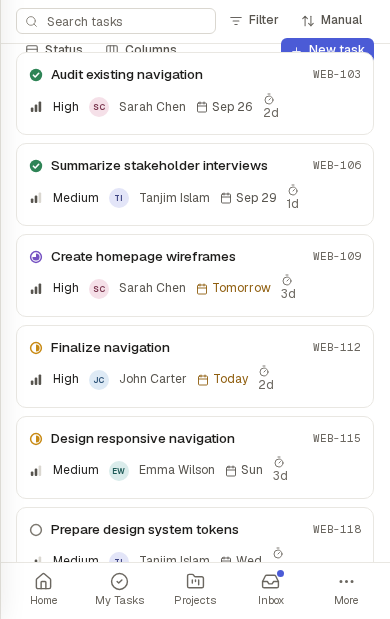 Search tasks
Filter
Manual
Status
Columns
New task
Audit existing navigation
WEB-103
High
SC
Sarah Chen
Sep 26
2d
Summarize stakeholder interviews
WEB-106
Medium
TI
Tanjim Islam
Sep 29
1d
Create homepage wireframes
WEB-109
High
SC
Sarah Chen
Tomorrow
3d
Finalize navigation
WEB-112
High
JC
John Carter
Today
2d
Design responsive navigation
WEB-115
Medium
EW
Emma Wilson
Sun
3d
Prepare design system tokens
WEB-118
Medium
TI
Tanjim Islam
Wed
Home
My Tasks
Projects
Inbox
More